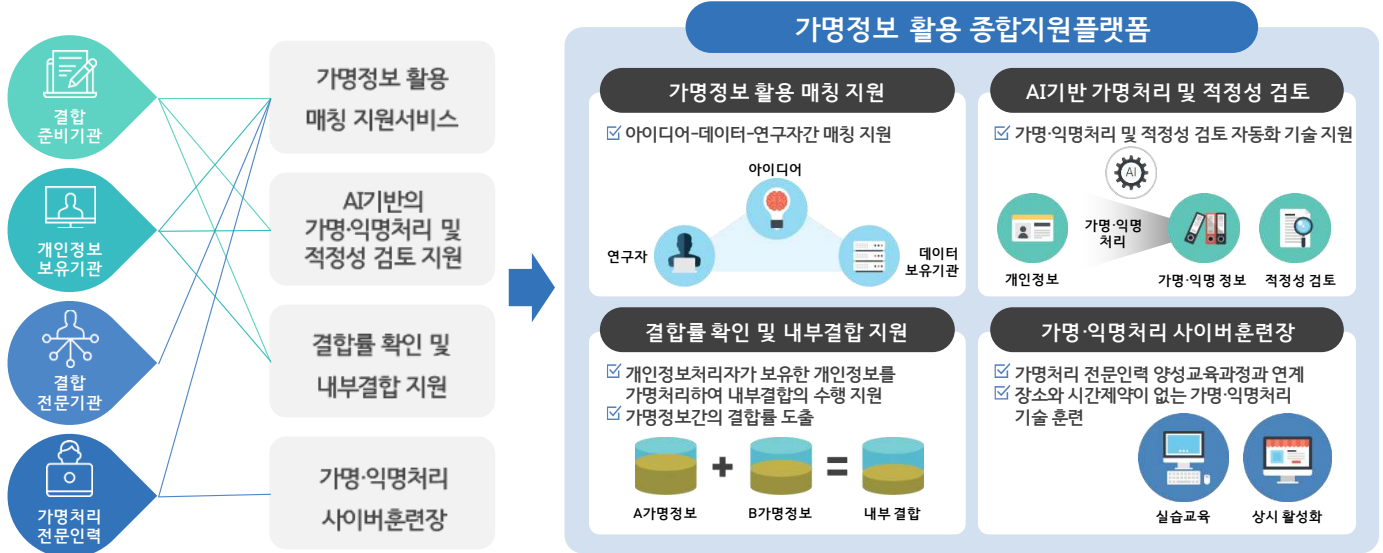 결합
준비기관
개인정보
보유기관
결합
전문기관
가명처리
전문인력
가명정보 활용
매칭 지원서비스
AI기반의
가명·익명처리 및
적정성 검토 지원
결합률 확인 및
내부결합 지원
가명·익명처리
사이버훈련장
가명정보 활용 종합지원플랫폼
가명정보 활용 매칭 지원
아이디어-데이터-연구자간 매칭 지원
아이디어
연구자
데이터
보유기관
AI기반 가명처리 및 적정성 검토
가명·익명처리 및 적정성 검토 자동화 기술 지원
AI
가명·익명
처리
개인정보
가명·익명 정보
적정성 검토
결합률 확인 및 내부결합 지원
개인정보처리자가 보유한 개인정보를
가명처리하여 내부결합의 수행 지원
가명정보간의 결합률 도출
+
=
A가명정보
B가명정보
내부 결합
가명·익명처리 사이버훈련장
가명처리 전문인력 양성교육과정과 연계
장소와 시간제약이 없는 가명·익명처리
기술 훈련
실습교육
상시 활성화